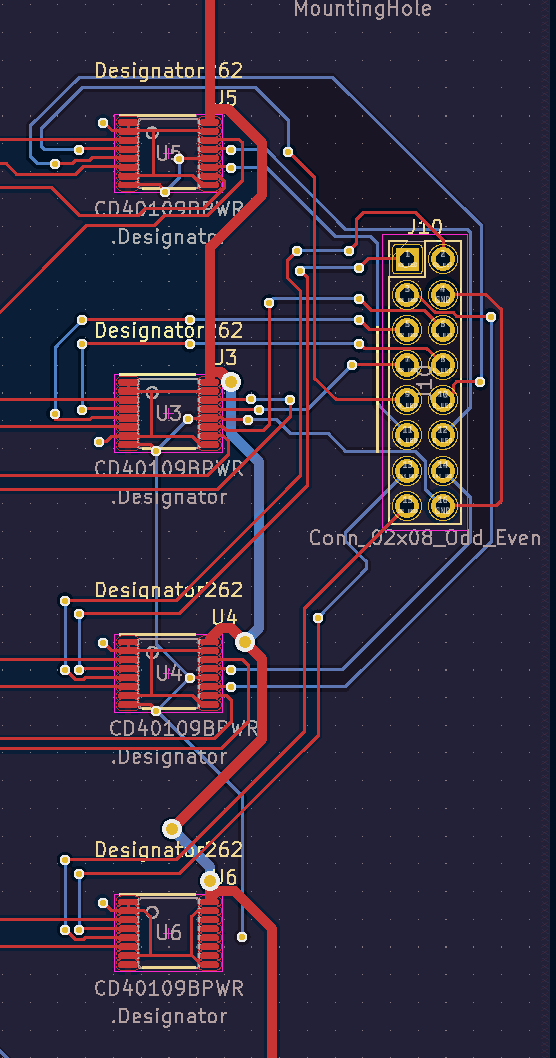 MountingHole
Designator262
U5
U5
CD40109BPWR
.Designator
J10
J10
Designator262
U3
U3
CD40109BPWR
.Designator
Conn_02x08_Odd_Even
Designator262
U4
U4
CD40109BPWR
.Designator
Designator262
U6
U6
CD40109BPWR
.Designator